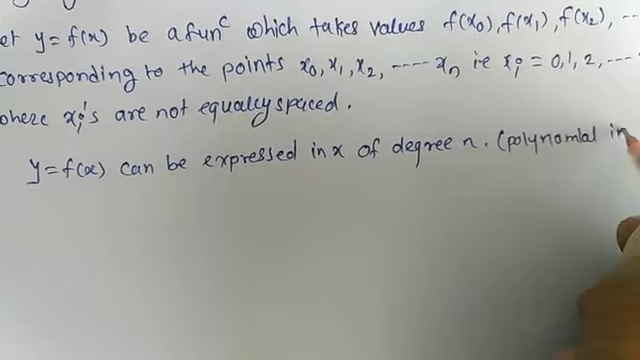 et y = f(x) be a funᶜ which takes values f(x₀), f(x₁), f(x₂), --
corresponding to the points x₀, x₁, x₂, ---- xₙ ie xᵢ = 0, 1, 2, ----
where xᵢ's are not equally spaced.
y = f(x) can be expressed in x of degree n. (polynomial in